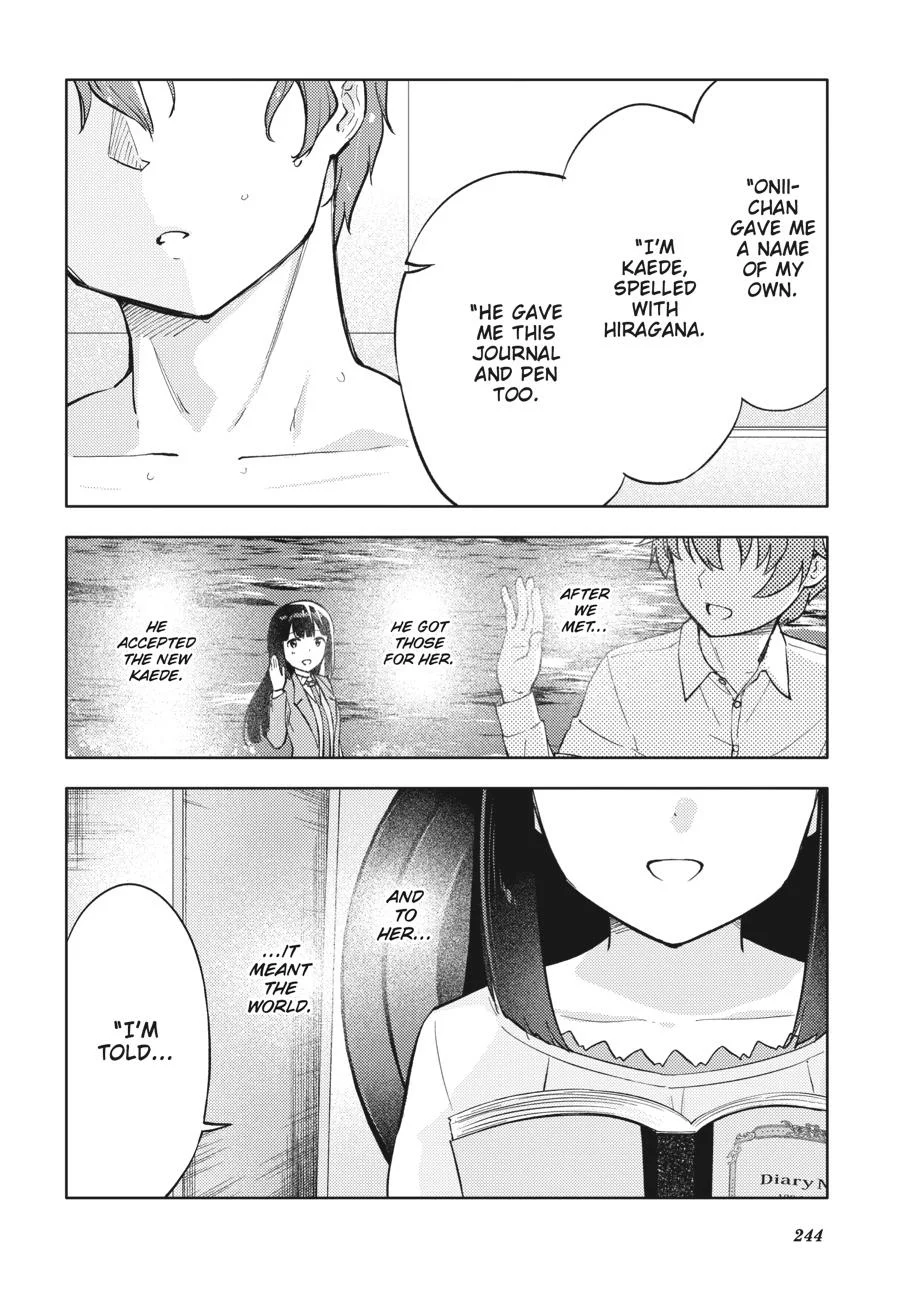 "ONII-
CHAN
GAVE ME
A NAME
OF MY
OWN.
"I'M
KAEDE,
SPELLED
WITH
HIRAGANA.
"HE GAVE
ME THIS
JOURNAL
AND PEN
TOO.
AFTER
WE
MET...
HE GOT
THOSE
FOR HER.
HE
ACCEPTED
THE NEW
KAEDE.
AND
TO
HER...
...IT
MEANT
THE
WORLD.
"I'M
TOLD...
Diary N
244